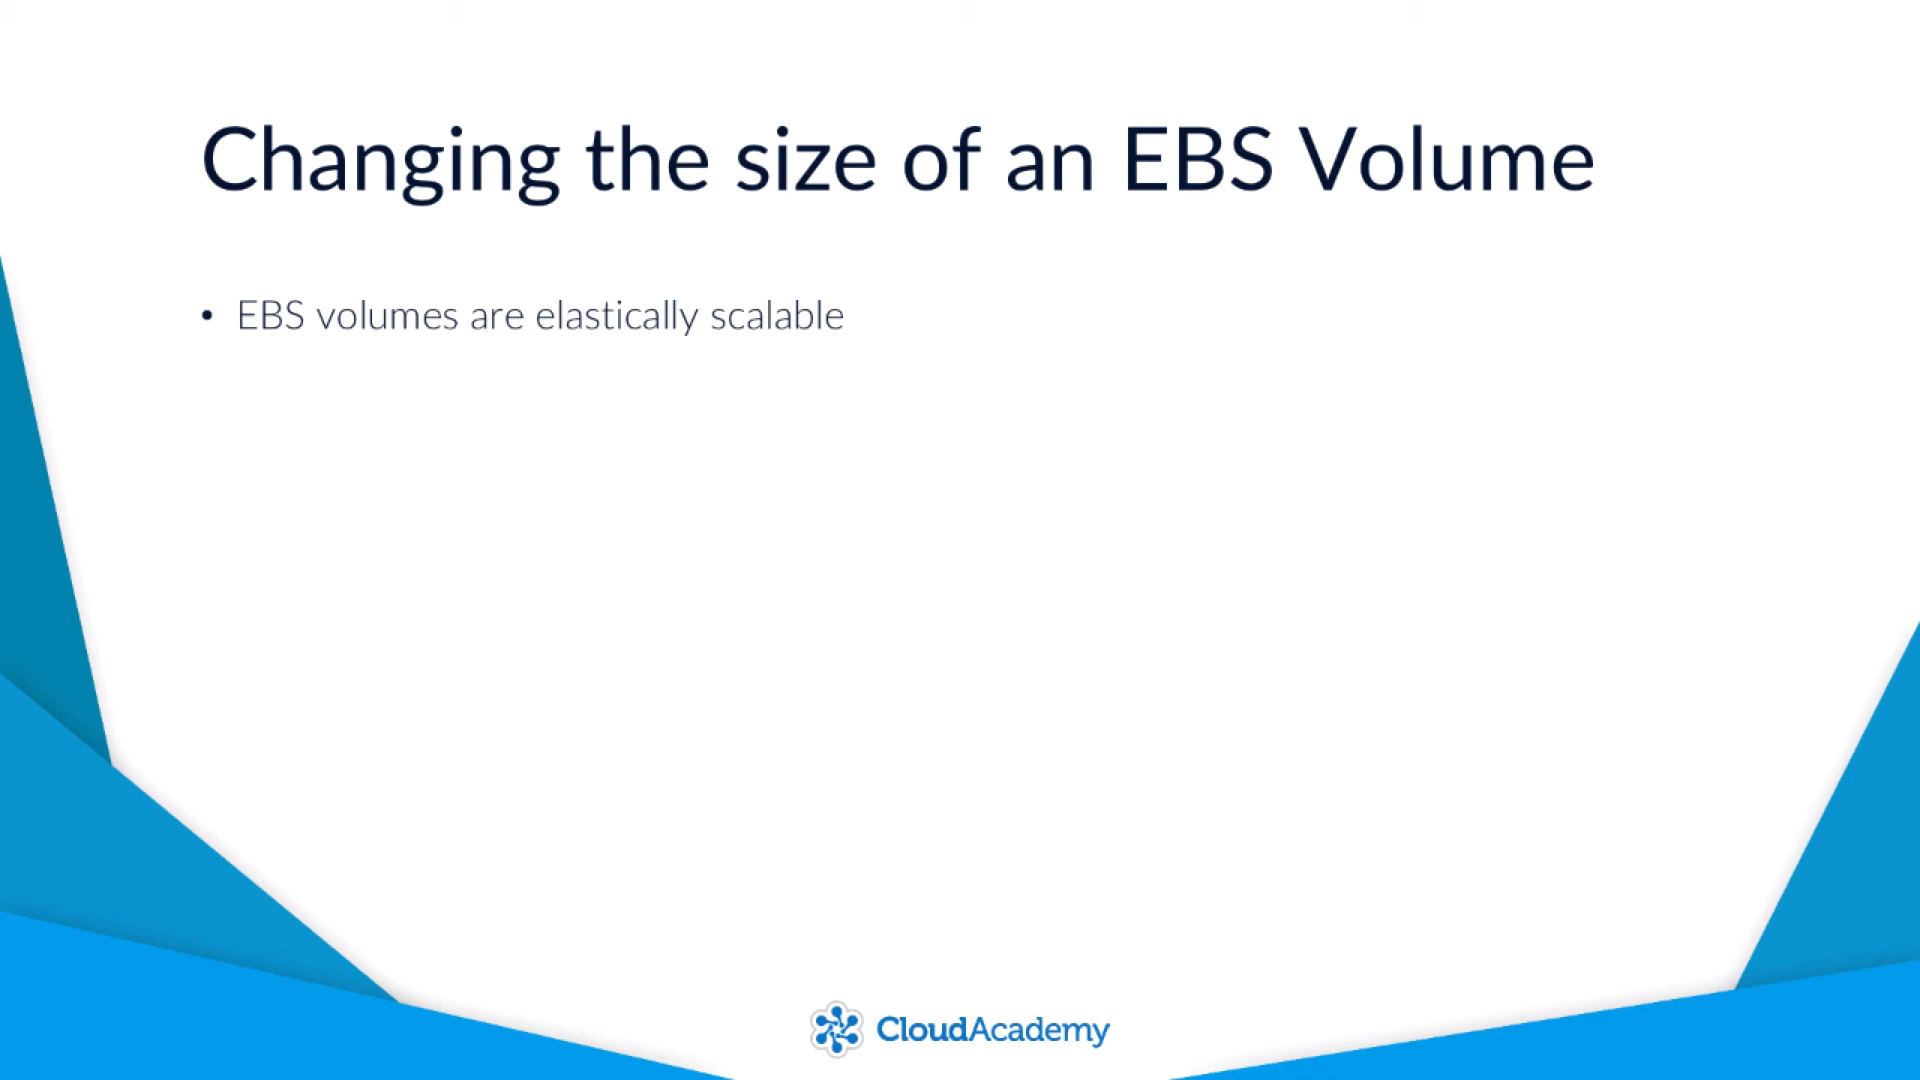 Changing the size of an EBS Volume
• EBS volumes are elastically scalable
CloudAcademy